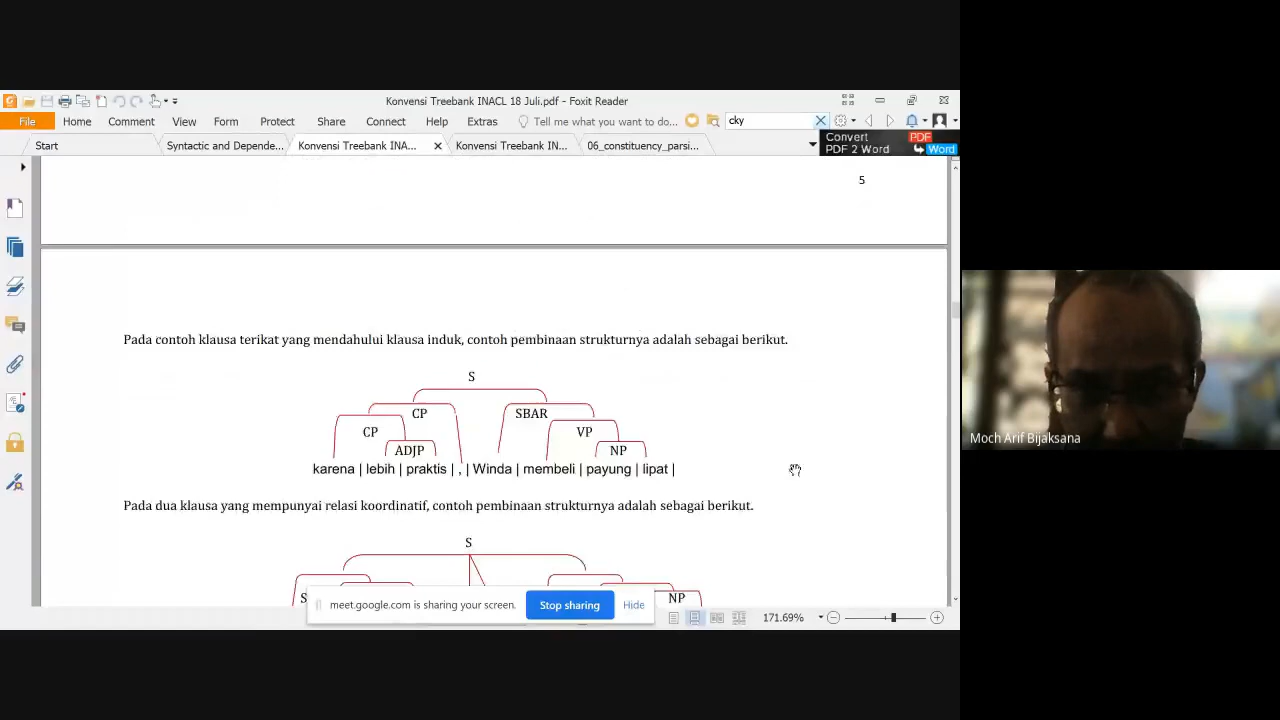 Konvensi Treebank INACL 18 Juli.pdf - Foxit Reader
File Home Comment View Form Protect Share Connect Help Extras Tell me what you want to do... cky
Start Syntactic and Depende... Konvensi Treebank INA... Konvensi Treebank IN... 06_constituency_parsi...
Convert PDF
PDF 2 Word Word
5
Pada contoh klausa terikat yang mendahului klausa induk, contoh pembinaan strukturnya adalah sebagai berikut.
S
CP SBAR
CP VP
ADJP NP
karena | lebih | praktis | , | Winda | membeli | payung | lipat |
Pada dua klausa yang mempunyai relasi koordinatif, contoh pembinaan strukturnya adalah sebagai berikut.
S
S NP
meet.google.com is sharing your screen. Stop sharing Hide
171.69%
Moch Arif Bijaksana